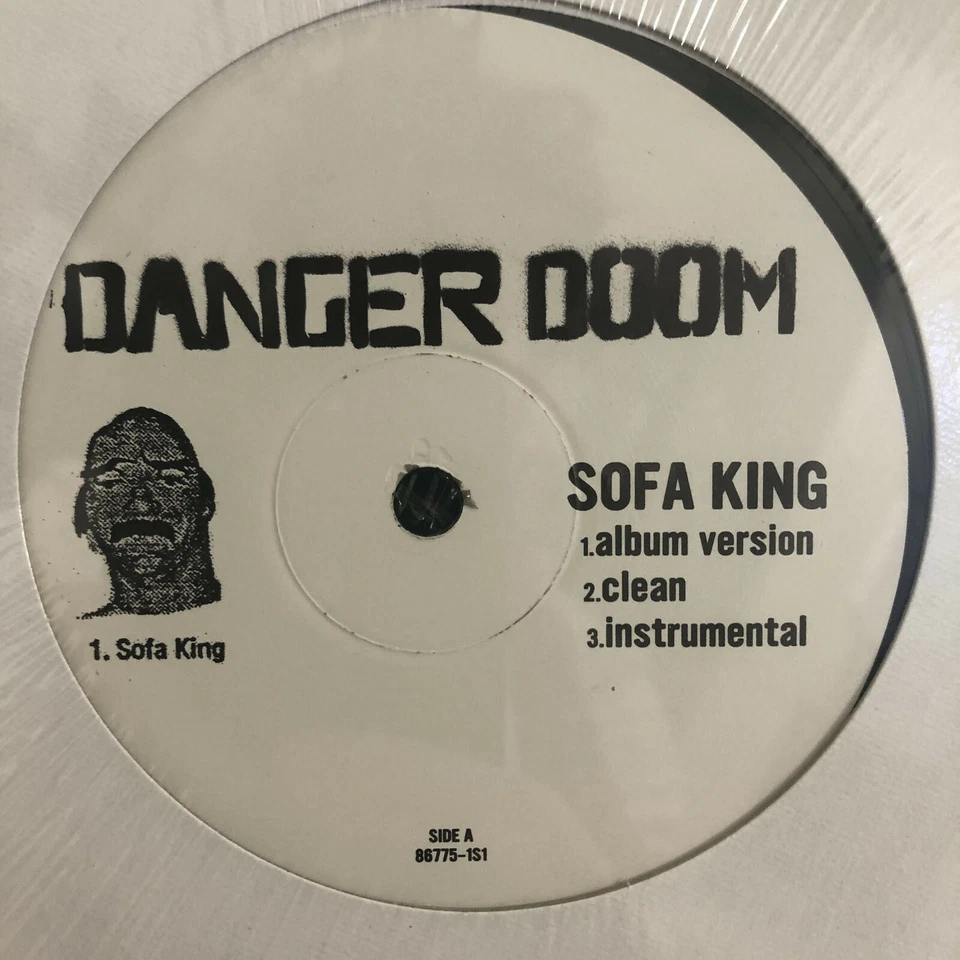 DANGER DOOM
SOFA KING
1.album version
2.clean
3.instrumental
1. Sofa King
SIDE A
86775-1S1